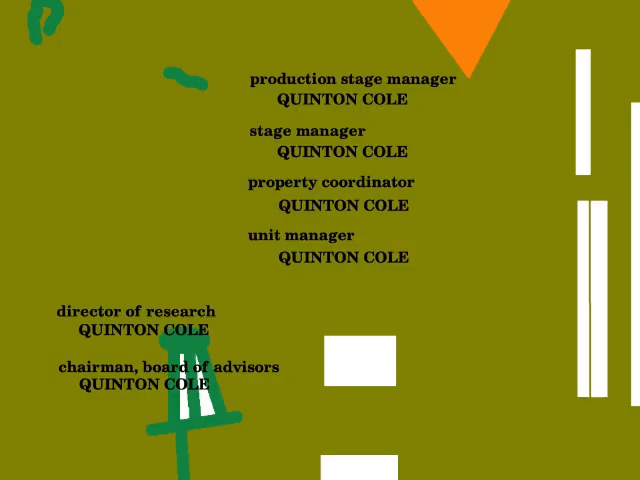 production stage manager
QUINTON COLE
stage manager
QUINTON COLE
property coordinator
QUINTON COLE
unit manager
QUINTON COLE
director of research
QUINTON COLE
chairman, board of advisors
QUINTON COLE